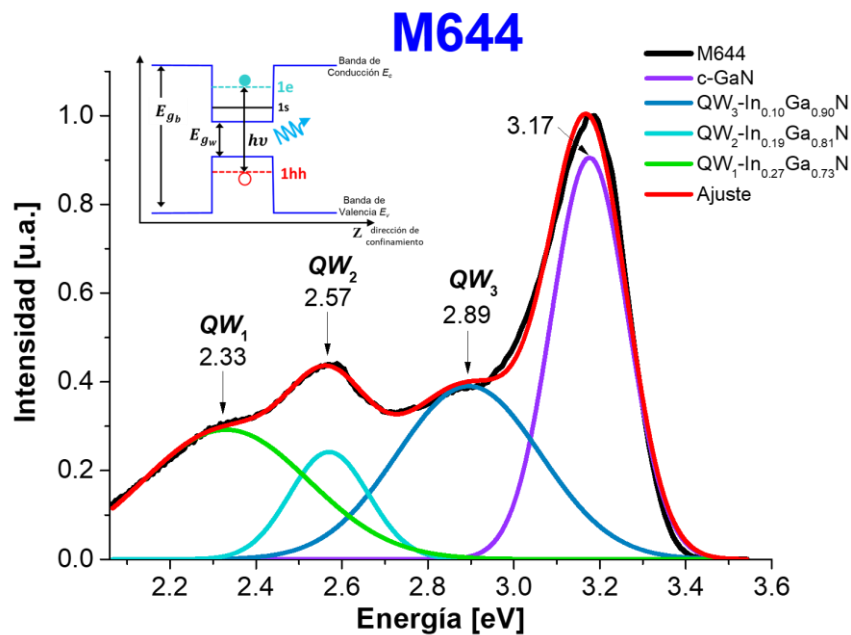 M644
M644
c-GaN
QW3-In0.10Ga0.90N
QW2-In0.19Ga0.81N
QW1-In0.27Ga0.73N
Ajuste
Banda de
Conducción Ec
1e
1s
Egb
Egw
hυ
1hh
Banda de
Valencia Ev
Z dirección de
confinamiento
3.17
QW1
2.33
QW2
2.57
QW3
2.89
Intensidad [u.a.]
1.0
0.8
0.6
0.4
0.2
0.0
2.2 2.4 2.6 2.8 3.0 3.2 3.4 3.6
Energía [eV]